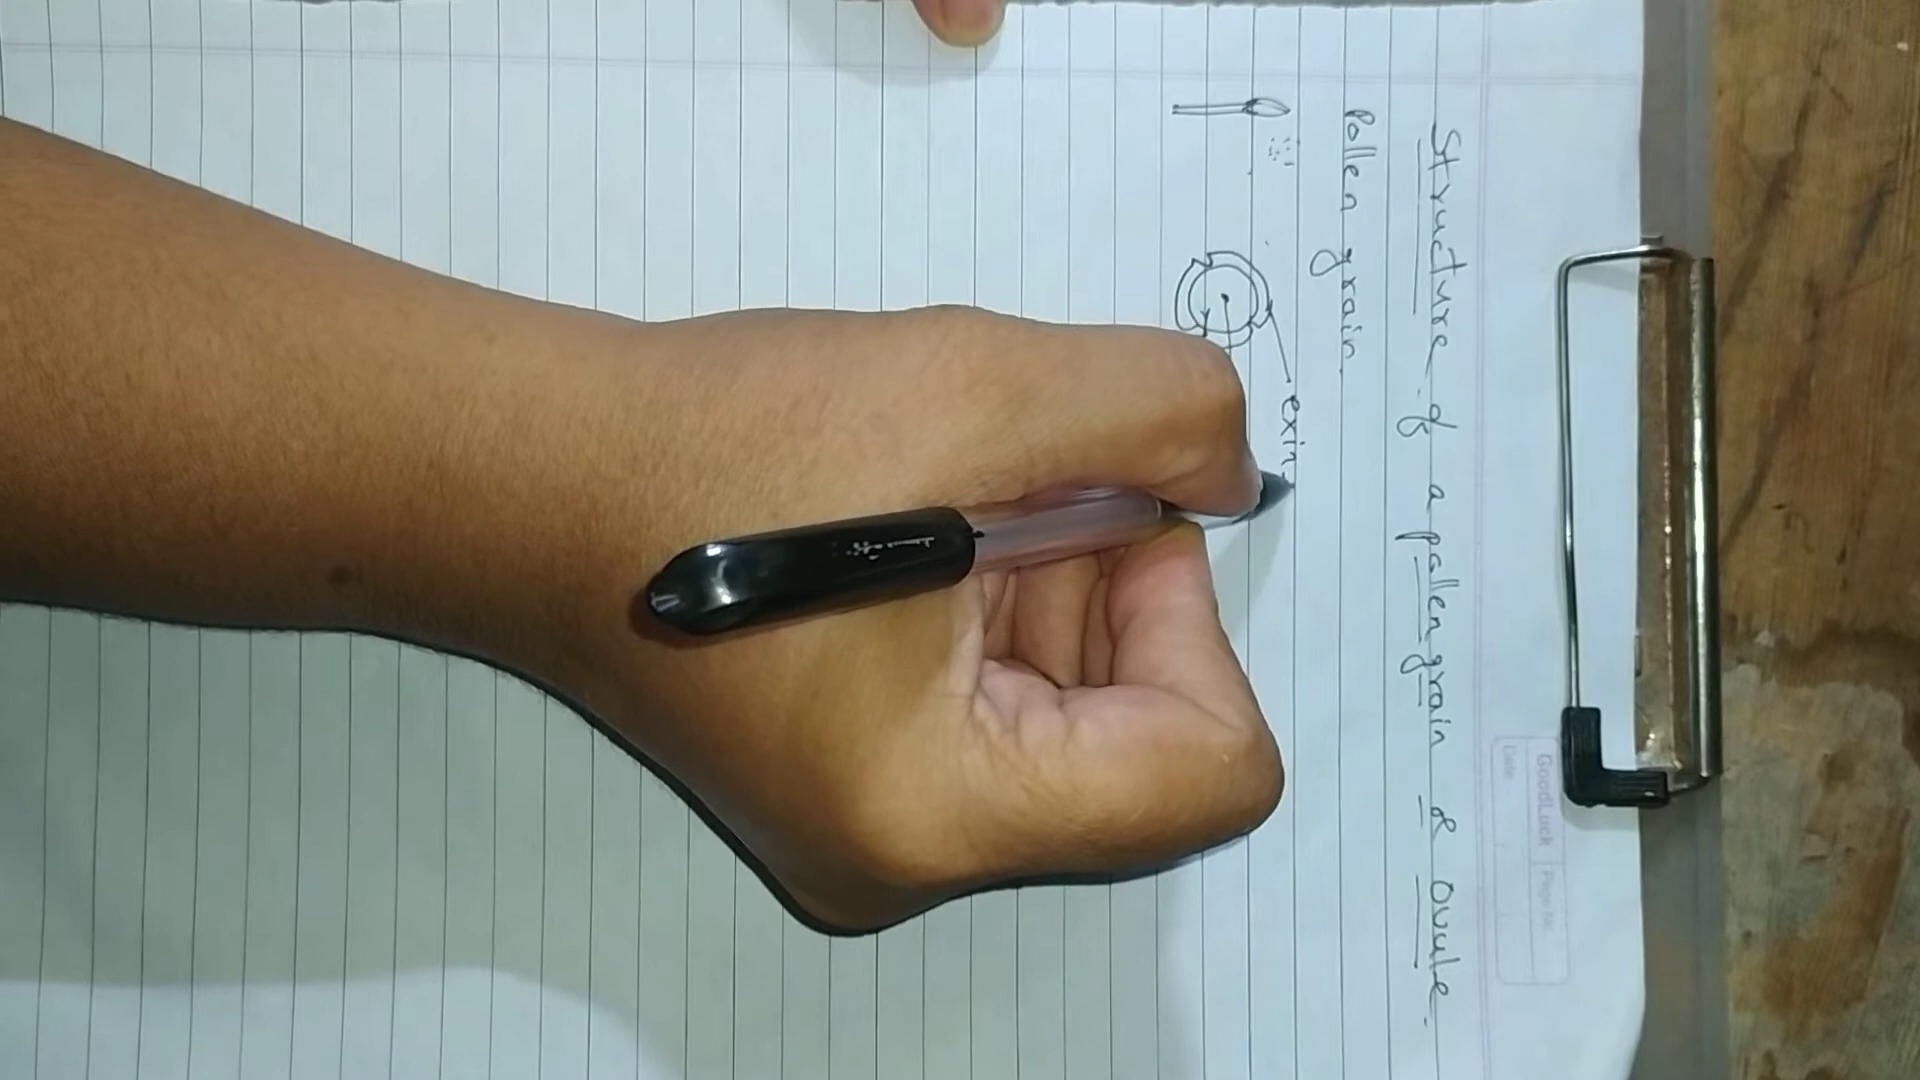 GoodLuck Page No.
Date
Structure of a pollen grain & ovule.
Pollen grain.
exin